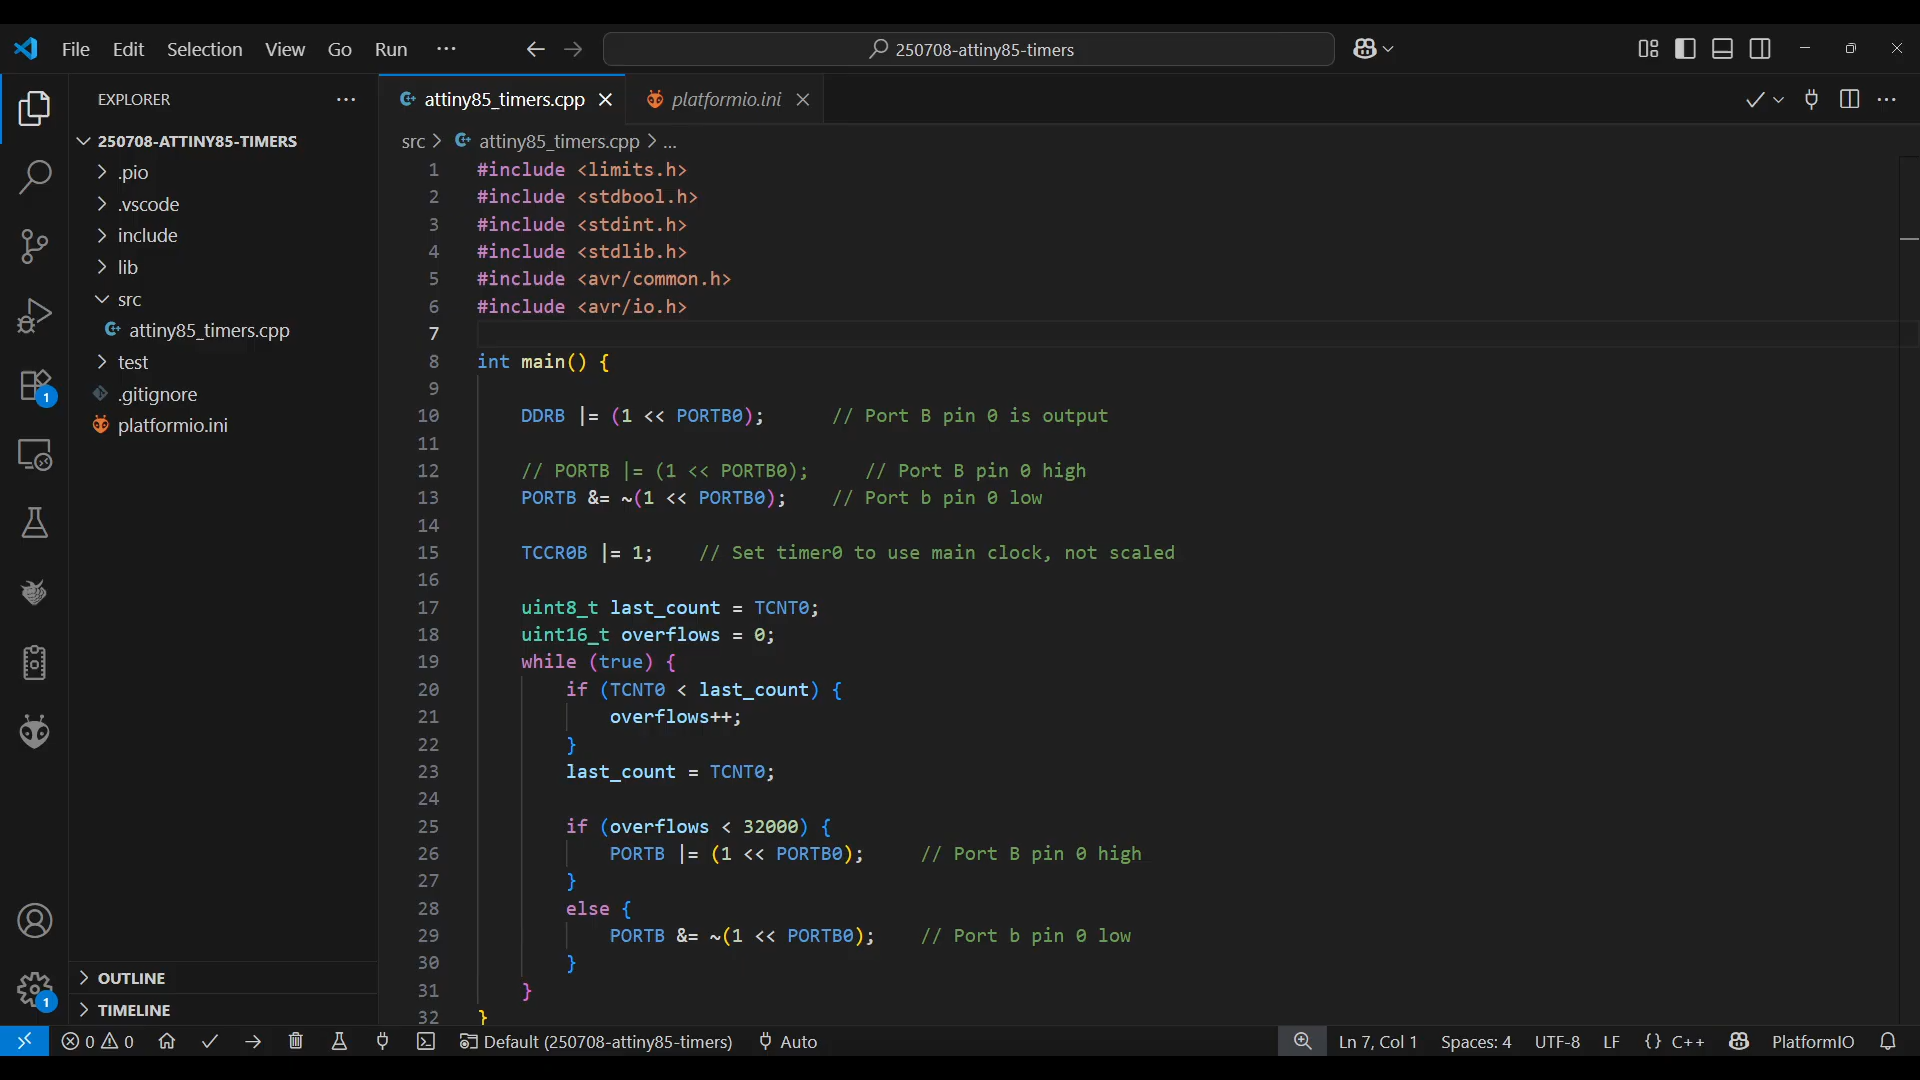 File Edit Selection View Go Run ···
250708-attiny85-timers
EXPLORER
250708-ATTINY85-TIMERS
.pio
.vscode
include
lib
src
attiny85_timers.cpp
test
.gitignore
platformio.ini
OUTLINE
TIMELINE
1
1
attiny85_timers.cpp platformio.ini
src > attiny85_timers.cpp > ...
1 #include <limits.h>
2 #include <stdbool.h>
3 #include <stdint.h>
4 #include <stdlib.h>
5 #include <avr/common.h>
6 #include <avr/io.h>
7
8 int main() {
9
10 DDRB |= (1 << PORTB0); // Port B pin 0 is output
11
12 // PORTB |= (1 << PORTB0); // Port B pin 0 high
13 PORTB &= ~(1 << PORTB0); // Port b pin 0 low
14
15 TCCR0B |= 1; // Set timer0 to use main clock, not scaled
16
17 uint8_t last_count = TCNT0;
18 uint16_t overflows = 0;
19 while (true) {
20 if (TCNT0 < last_count) {
21 overflows++;
22 }
23 last_count = TCNT0;
24
25 if (overflows < 32000) {
26 PORTB |= (1 << PORTB0); // Port B pin 0 high
27 }
28 else {
29 PORTB &= ~(1 << PORTB0); // Port b pin 0 low
30 }
31 }
32 }
0 0 Default (250708-attiny85-timers) Auto Ln 7, Col 1 Spaces: 4 UTF-8 LF {} C++ PlatformIO